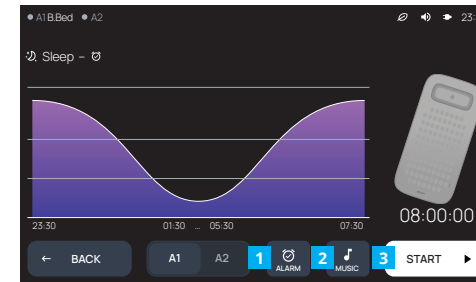 A1 B.Bed A2 23:
Sleep –
08:00:00
23:30 01:30 ... 05:30 07:30
← BACK A1 A2 1 ALARM 2 MUSIC 3 START